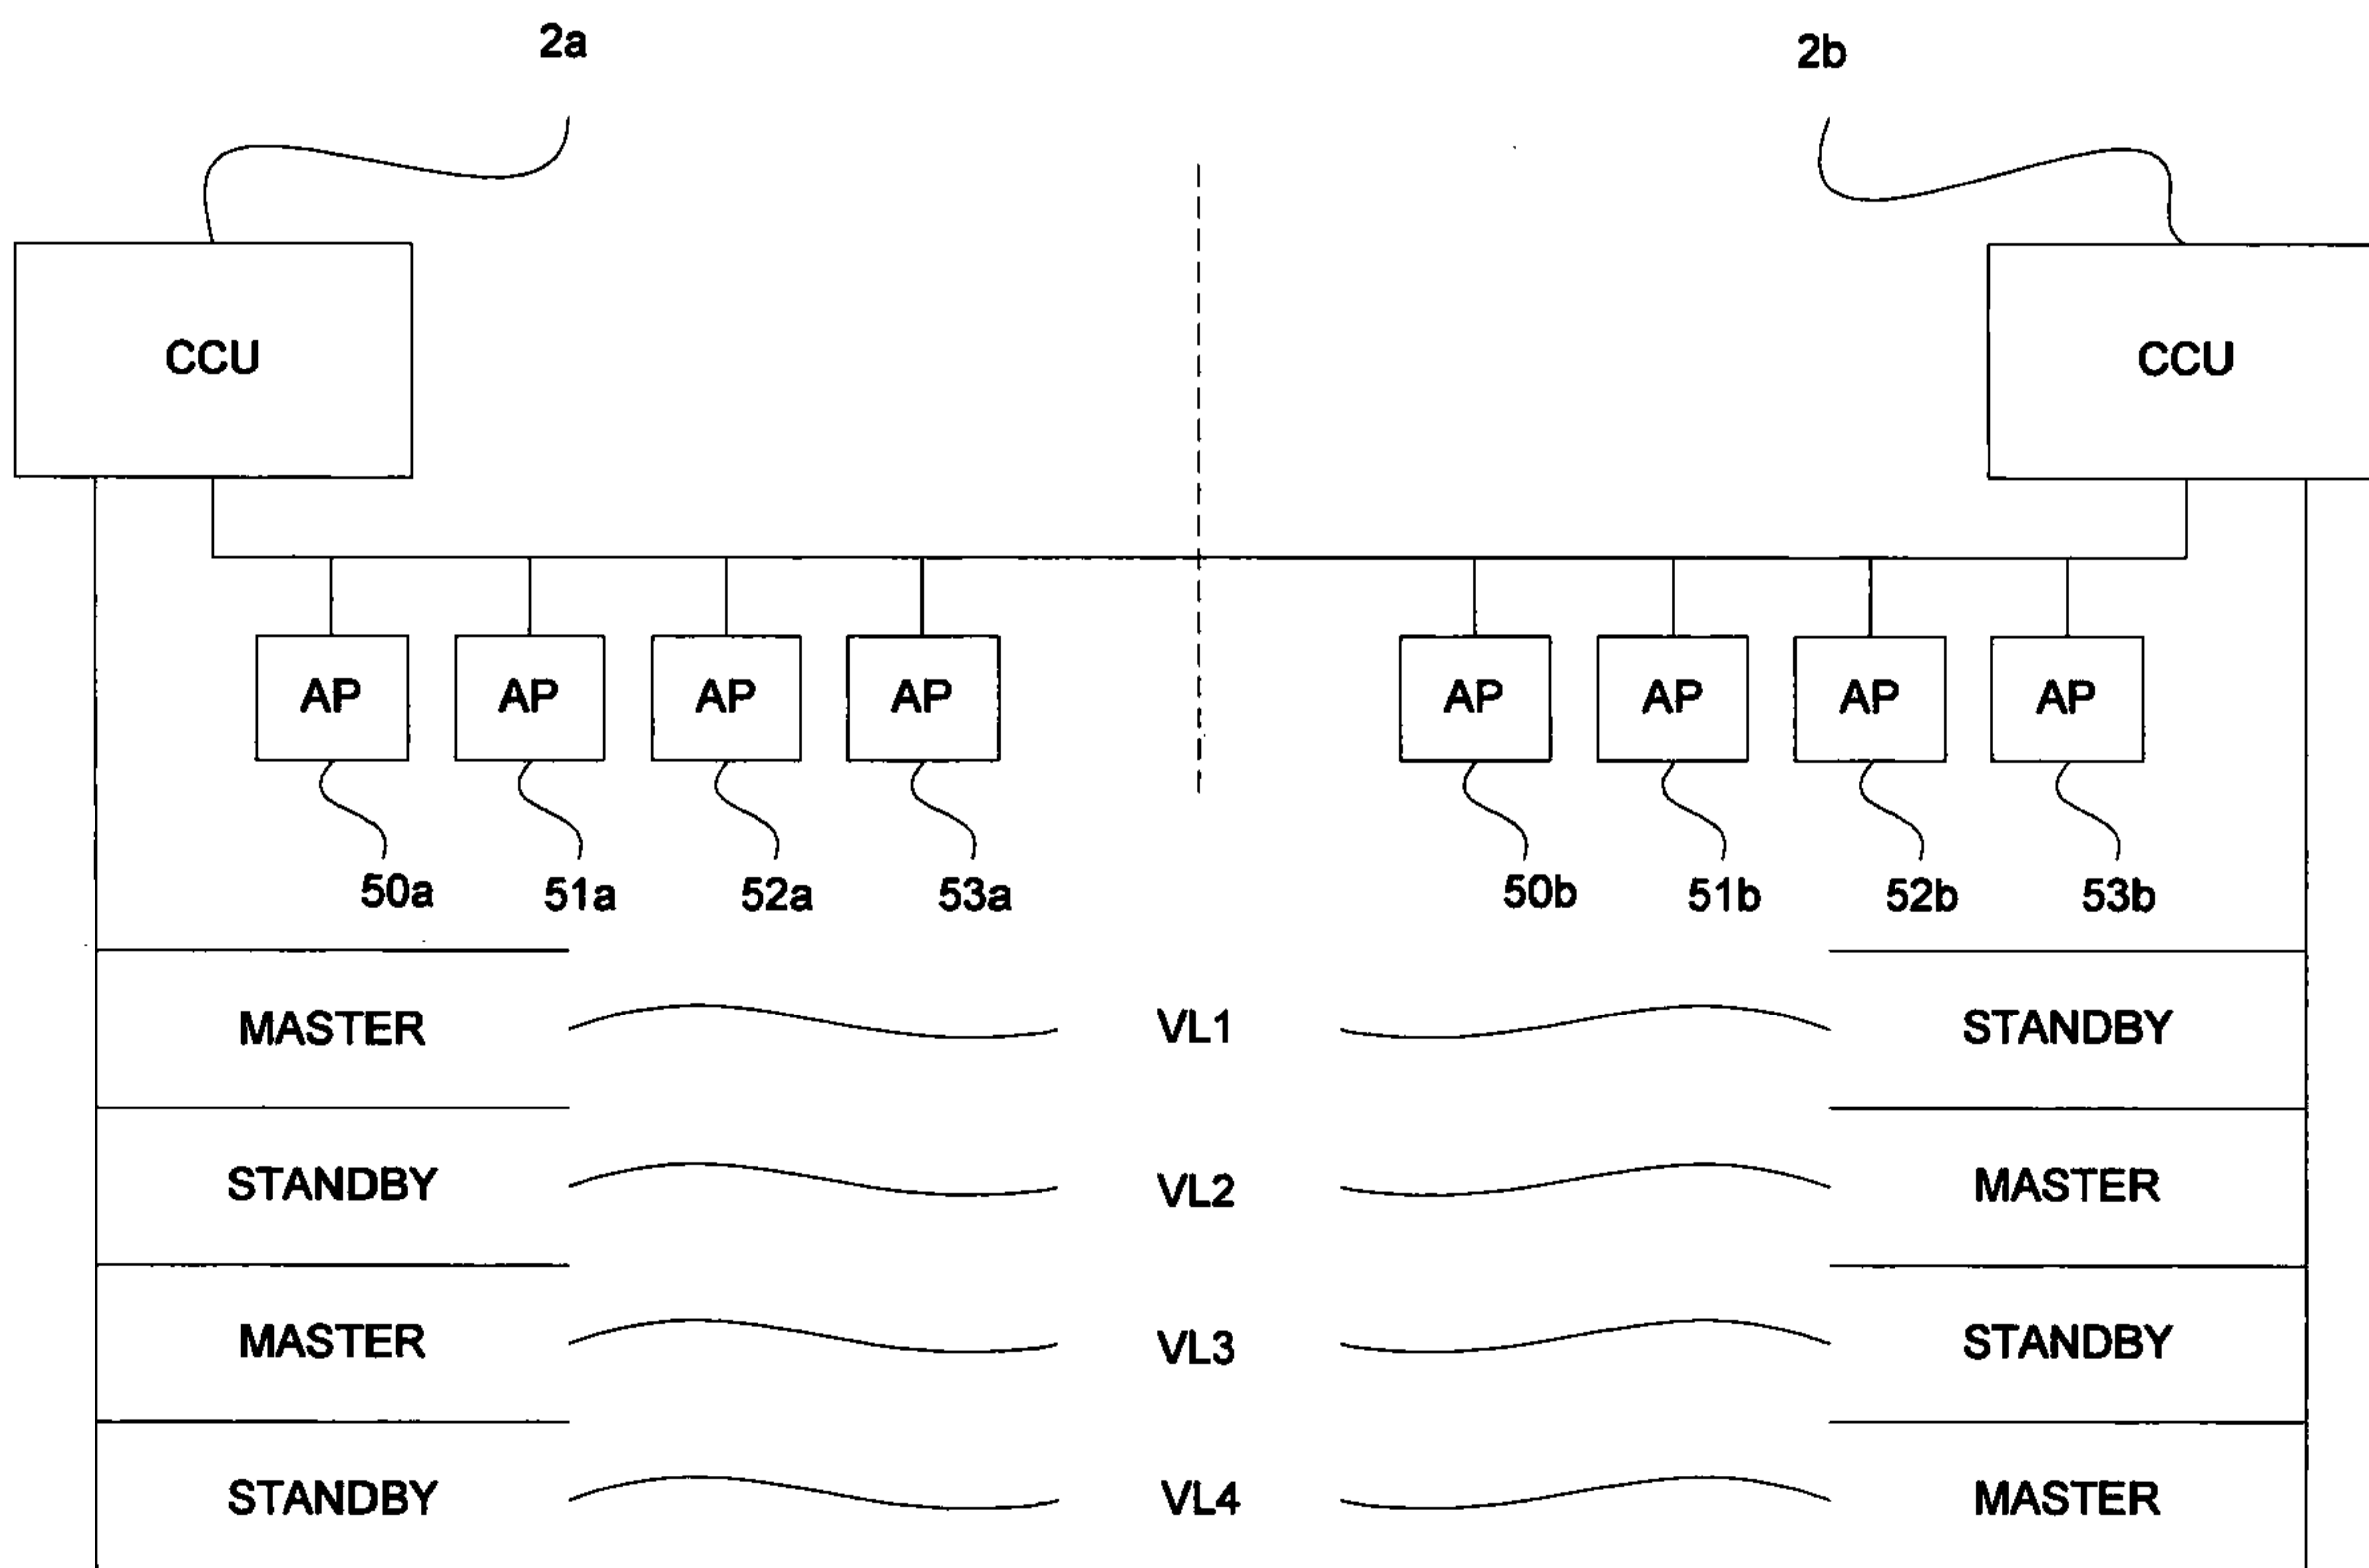 2a 2b
CCU CCU
AP AP AP AP AP AP AP AP
50a 51a 52a 53a 50b 51b 52b 53b
MASTER VL1 STANDBY
STANDBY VL2 MASTER
MASTER VL3 STANDBY
STANDBY VL4 MASTER